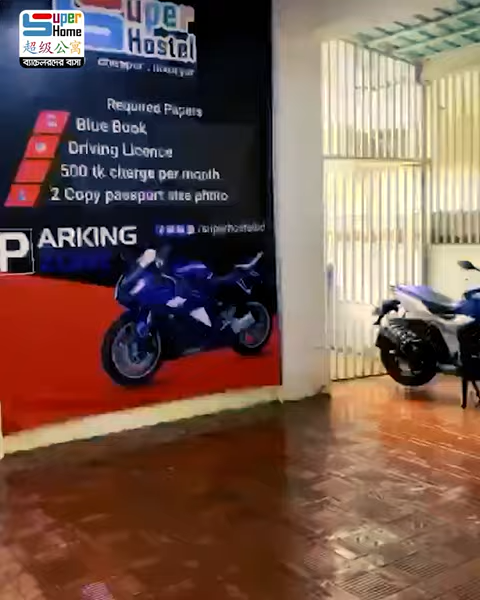 Super
Home
超级公寓
ব্যাচেলরদের বাসা
Super
Hostel
Required Papers
Blue Book
Driving Licence
500 tk charge per month
2 Copy passport size photo
PARKING